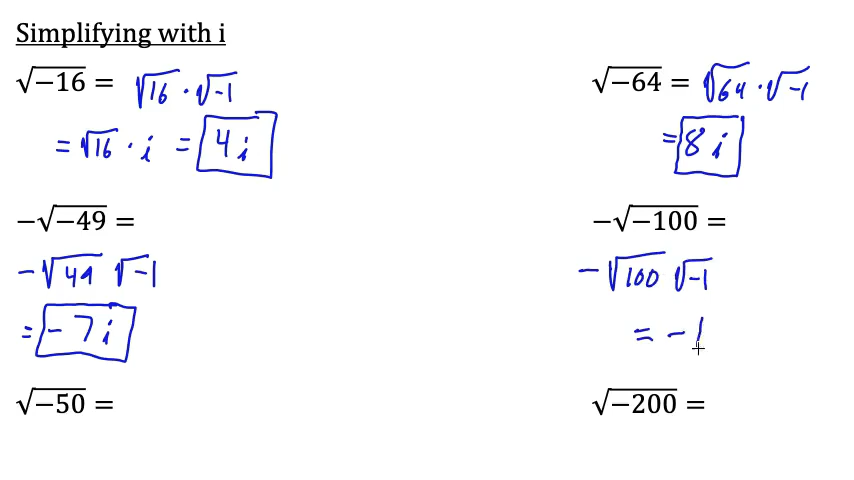 Simplifying with i
√−16 = √16 · √-1
= √16 · i = 4i
√−64 = √64 · √-1
= 8i
−√−49 =
-√49 √-1
= -7i
−√−100 =
-√100 √-1
= -1
√−50 =
√−200 =